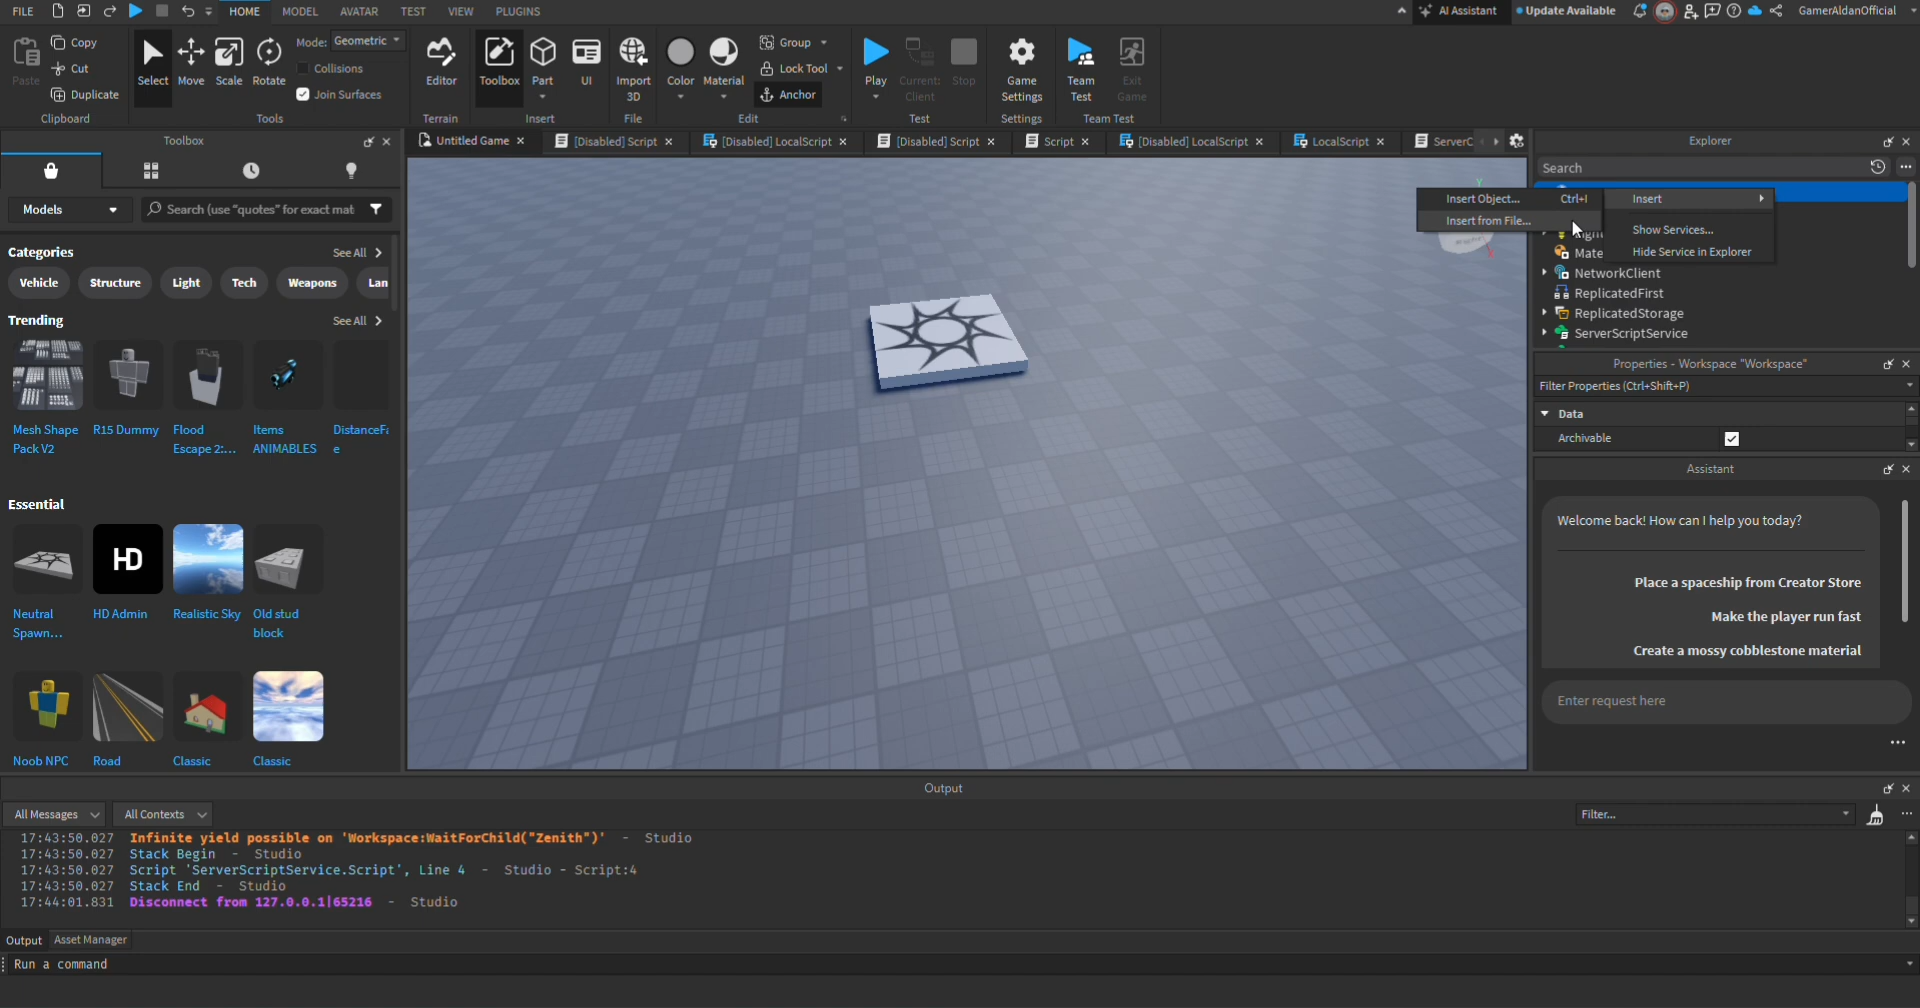 FILE
HOME
MODEL
AVATAR
TEST
VIEW
PLUGINS
AI Assistant
Update Available
GamerAldanOfficial
Paste
Copy
Cut
Duplicate
Clipboard
Select
Move
Scale
Rotate
Mode: Geometric
Collisions
Join Surfaces
Tools
Editor
Terrain
Toolbox
Part
UI
Insert
Import
3D
File
Color
Material
Group
Lock Tool
Anchor
Edit
Play
Current:
Client
Stop
Test
Game
Settings
Settings
Team
Test
Exit
Game
Team Test
Toolbox
Models
Search (use "quotes" for exact mat
Categories
See All
Vehicle
Structure
Light
Tech
Weapons
Lan
Trending
See All
Mesh Shape
Pack V2
R15 Dummy
Flood
Escape 2:...
Items
ANIMABLES
DistanceFa
e
Essential
Neutral
Spawn...
HD
HD Admin
Realistic Sky
Old stud
block
Noob NPC
Road
Classic
Classic
Untitled Game
[Disabled] Script
[Disabled] LocalScript
[Disabled] Script
Script
[Disabled] LocalScript
LocalScript
ServerC
Y
Insert Object...
Ctrl+I
Insert from File...
Insert
Show Services...
Hide Service in Explorer
Explorer
Search
Mate
NetworkClient
ReplicatedFirst
ReplicatedStorage
ServerScriptService
Properties - Workspace "Workspace"
Filter Properties (Ctrl+Shift+P)
Data
Archivable
Assistant
Welcome back! How can I help you today?
Place a spaceship from Creator Store
Make the player run fast
Create a mossy cobblestone material
Enter request here
Output
All Messages
All Contexts
Filter...
17:43:50.027 Infinite yield possible on 'Workspace:WaitForChild("Zenith")' - Studio
17:43:50.027 Stack Begin - Studio
17:43:50.027 Script 'ServerScriptService.Script', Line 4 - Studio - Script:4
17:43:50.027 Stack End - Studio
17:44:01.831 Disconnect from 127.0.0.1|65216 - Studio
Output
Asset Manager
Run a command